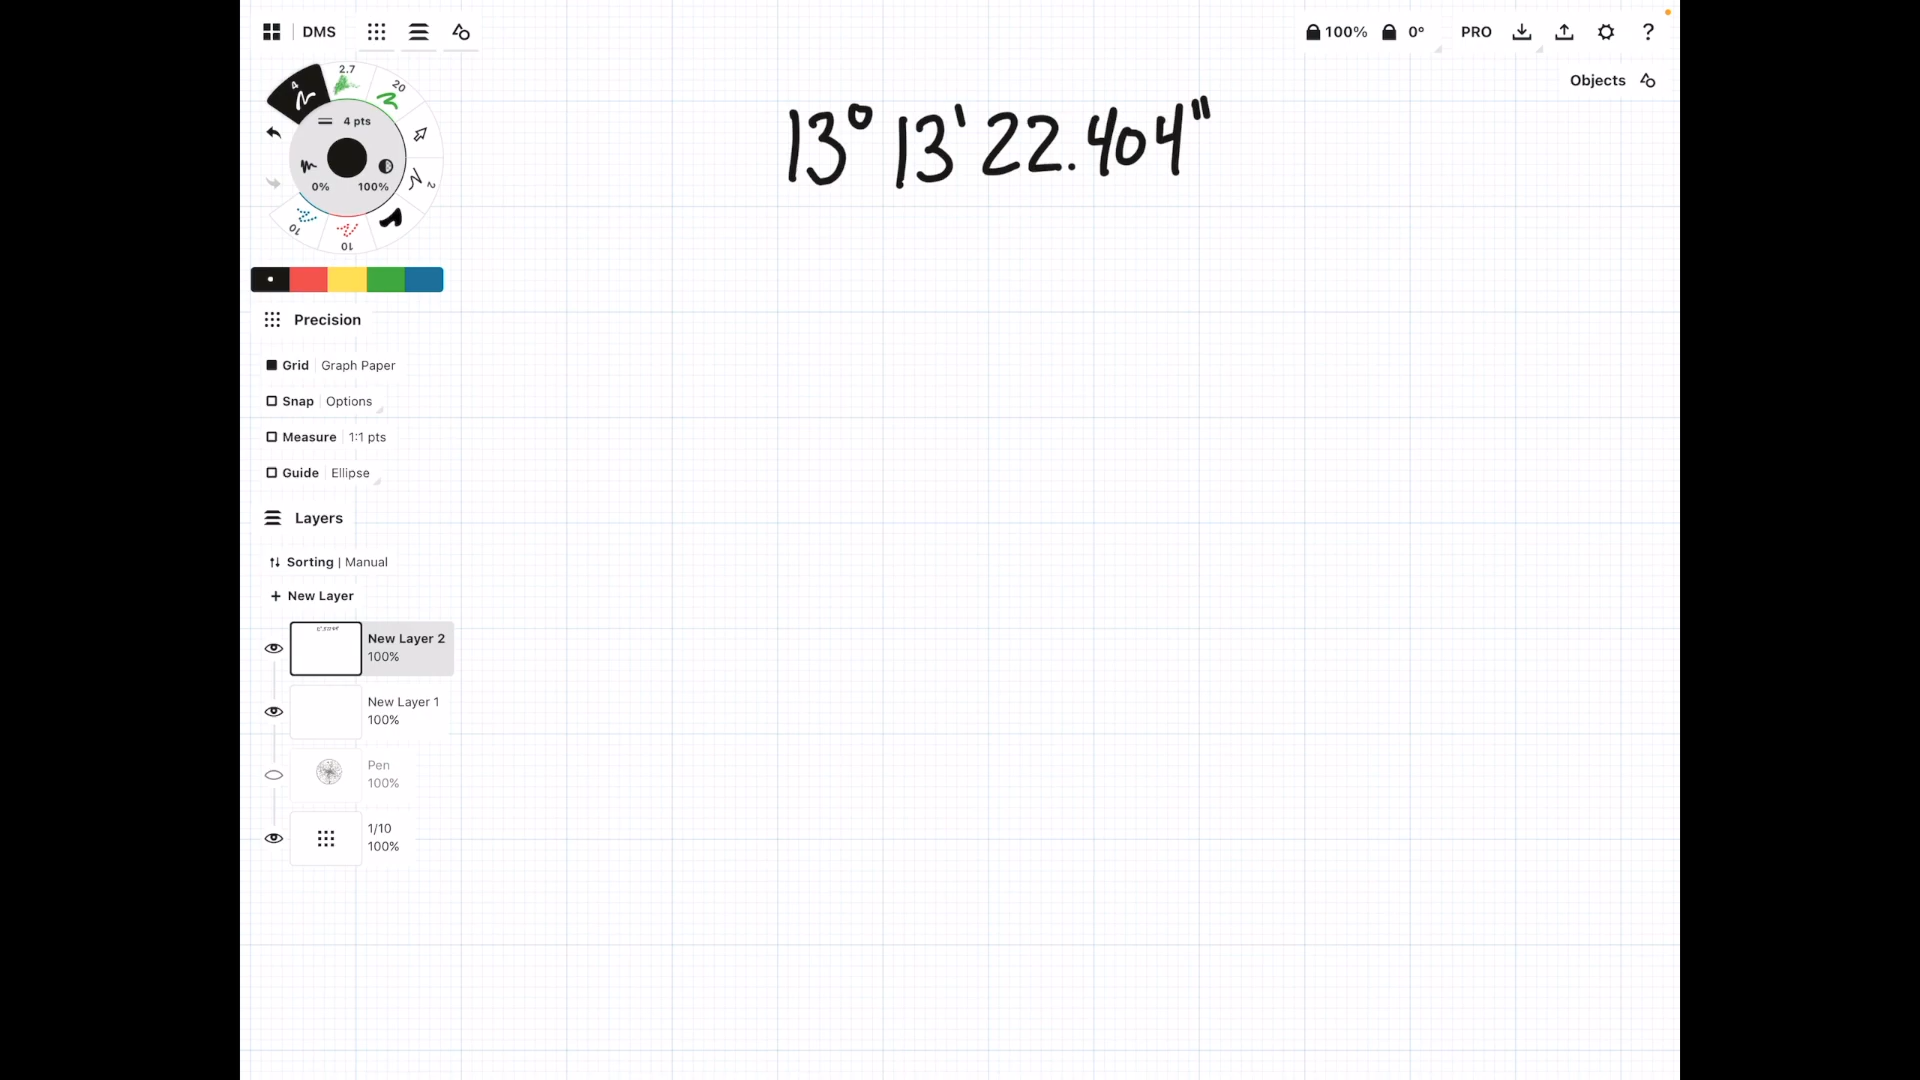 DMS
100% 0° PRO ?
Objects
13° 13' 22.404"
4
2.7
20
4 pts
2
0% 100%
10
10
Precision
Grid Graph Paper
Snap Options
Measure 1:1 pts
Guide Ellipse
Layers
Sorting | Manual
+ New Layer
New Layer 2
100%
New Layer 1
100%
Pen
100%
1/10
100%